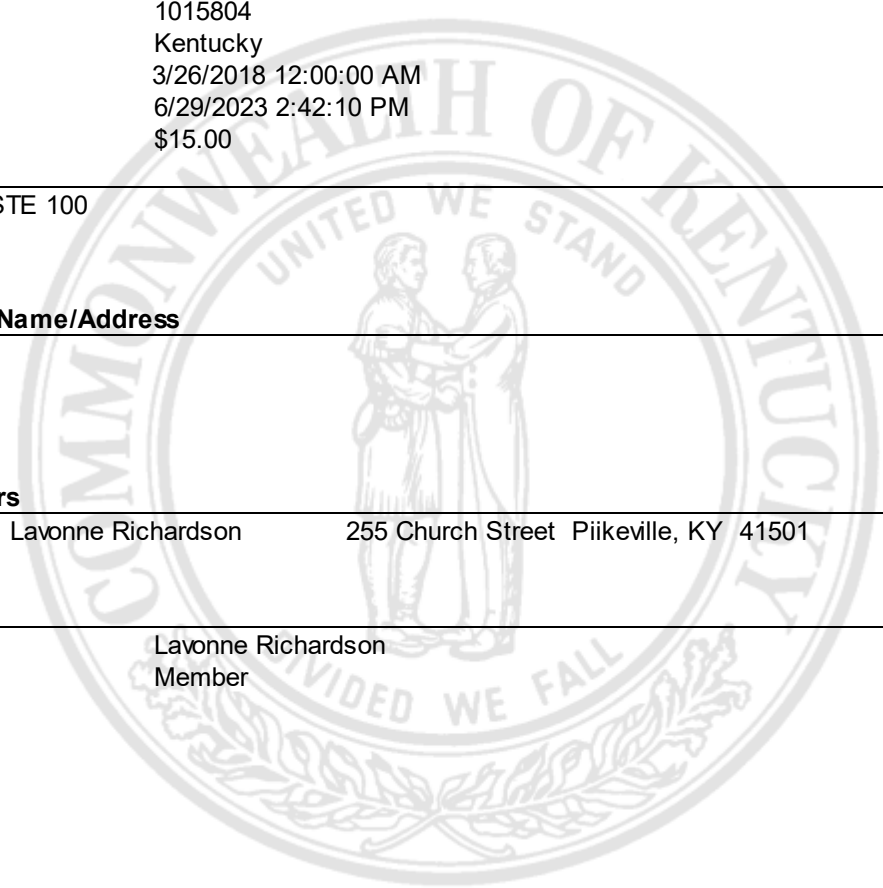 1015804
Kentucky
3/26/2018 12:00:00 AM
6/29/2023 2:42:10 PM
$15.00
STE 100
Name/Address
rs
Lavonne Richardson 255 Church Street Piikeville, KY 41501
Lavonne Richardson
Member
COMMONWEALTH OF KENTUCKY
UNITED WE STAND
DIVIDED WE FALL